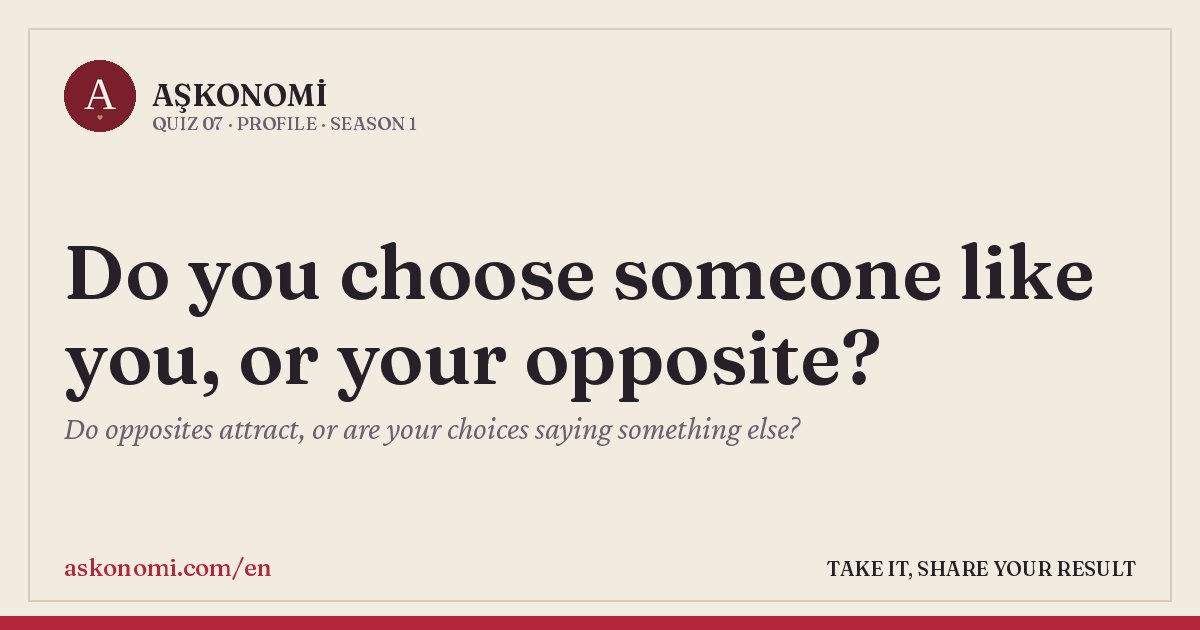 A
AŞKONOMİ
QUIZ 07 · PROFILE · SEASON 1
Do you choose someone like
you, or your opposite?
Do opposites attract, or are your choices saying something else?
askonomi.com/en
TAKE IT, SHARE YOUR RESULT